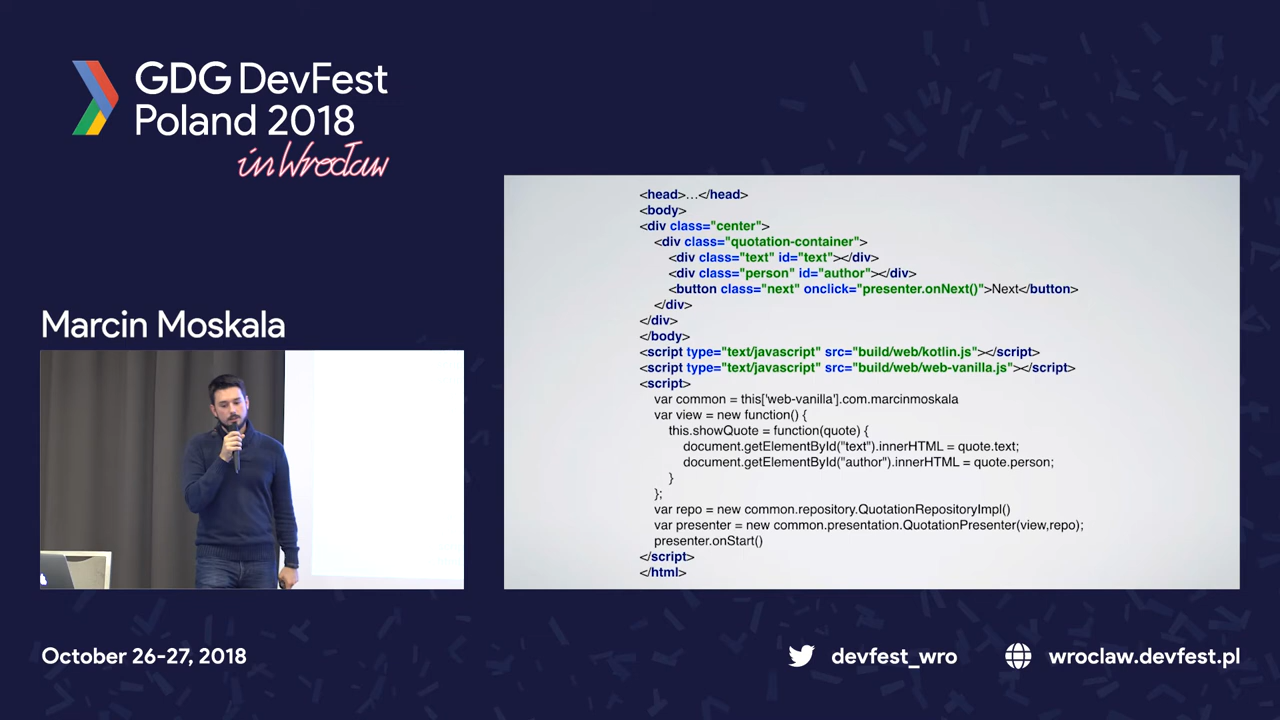 GDG DevFest
Poland 2018
in Wrocław
Marcin Moskala
<head>...</head>
<body>
<div class="center">
<div class="quotation-container">
<div class="text" id="text"></div>
<div class="person" id="author"></div>
<button class="next" onclick="presenter.onNext()">Next</button>
</div>
</div>
</body>
<script type="text/javascript" src="build/web/kotlin.js"></script>
<script type="text/javascript" src="build/web/web-vanilla.js"></script>
<script>
var common = this['web-vanilla'].com.marcinmoskala
var view = new function() {
this.showQuote = function(quote) {
document.getElementById("text").innerHTML = quote.text;
document.getElementById("author").innerHTML = quote.person;
}
};
var repo = new common.repository.QuotationRepositoryImpl()
var presenter = new common.presentation.QuotationPresenter(view,repo);
presenter.onStart()
</script>
</html>
October 26-27, 2018
devfest_wro
wroclaw.devfest.pl